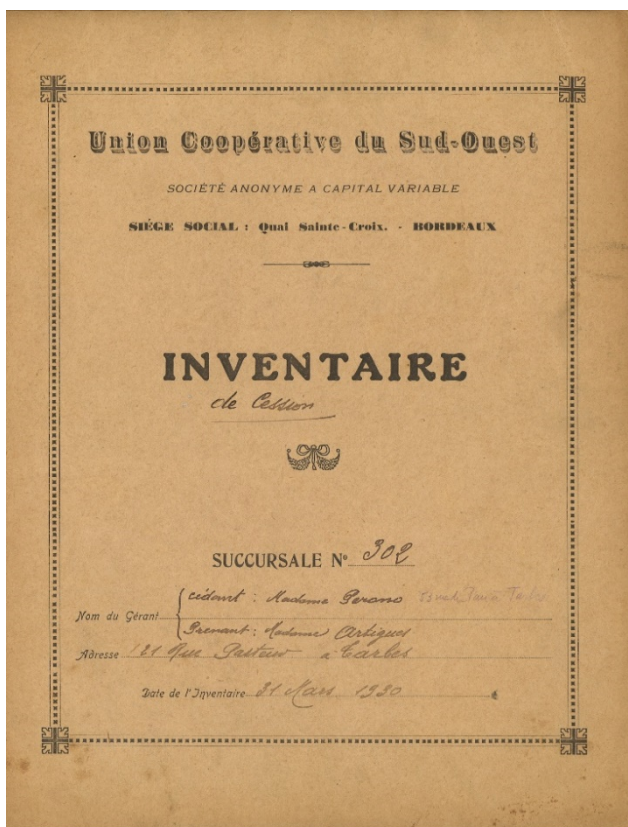 Union Coopérative du Sud-Ouest
SOCIÉTÉ ANONYME A CAPITAL VARIABLE
SIÈGE SOCIAL : Quai Sainte-Croix. - BORDEAUX
INVENTAIRE
de Cession
SUCCURSALE N° 302
Nom du Gérant
cédant : Madame
Prenant : Madame Artigues
Adresse 121 Rue Pasteur à Tarbes
Date de l'Inventaire 31 Mars 1930